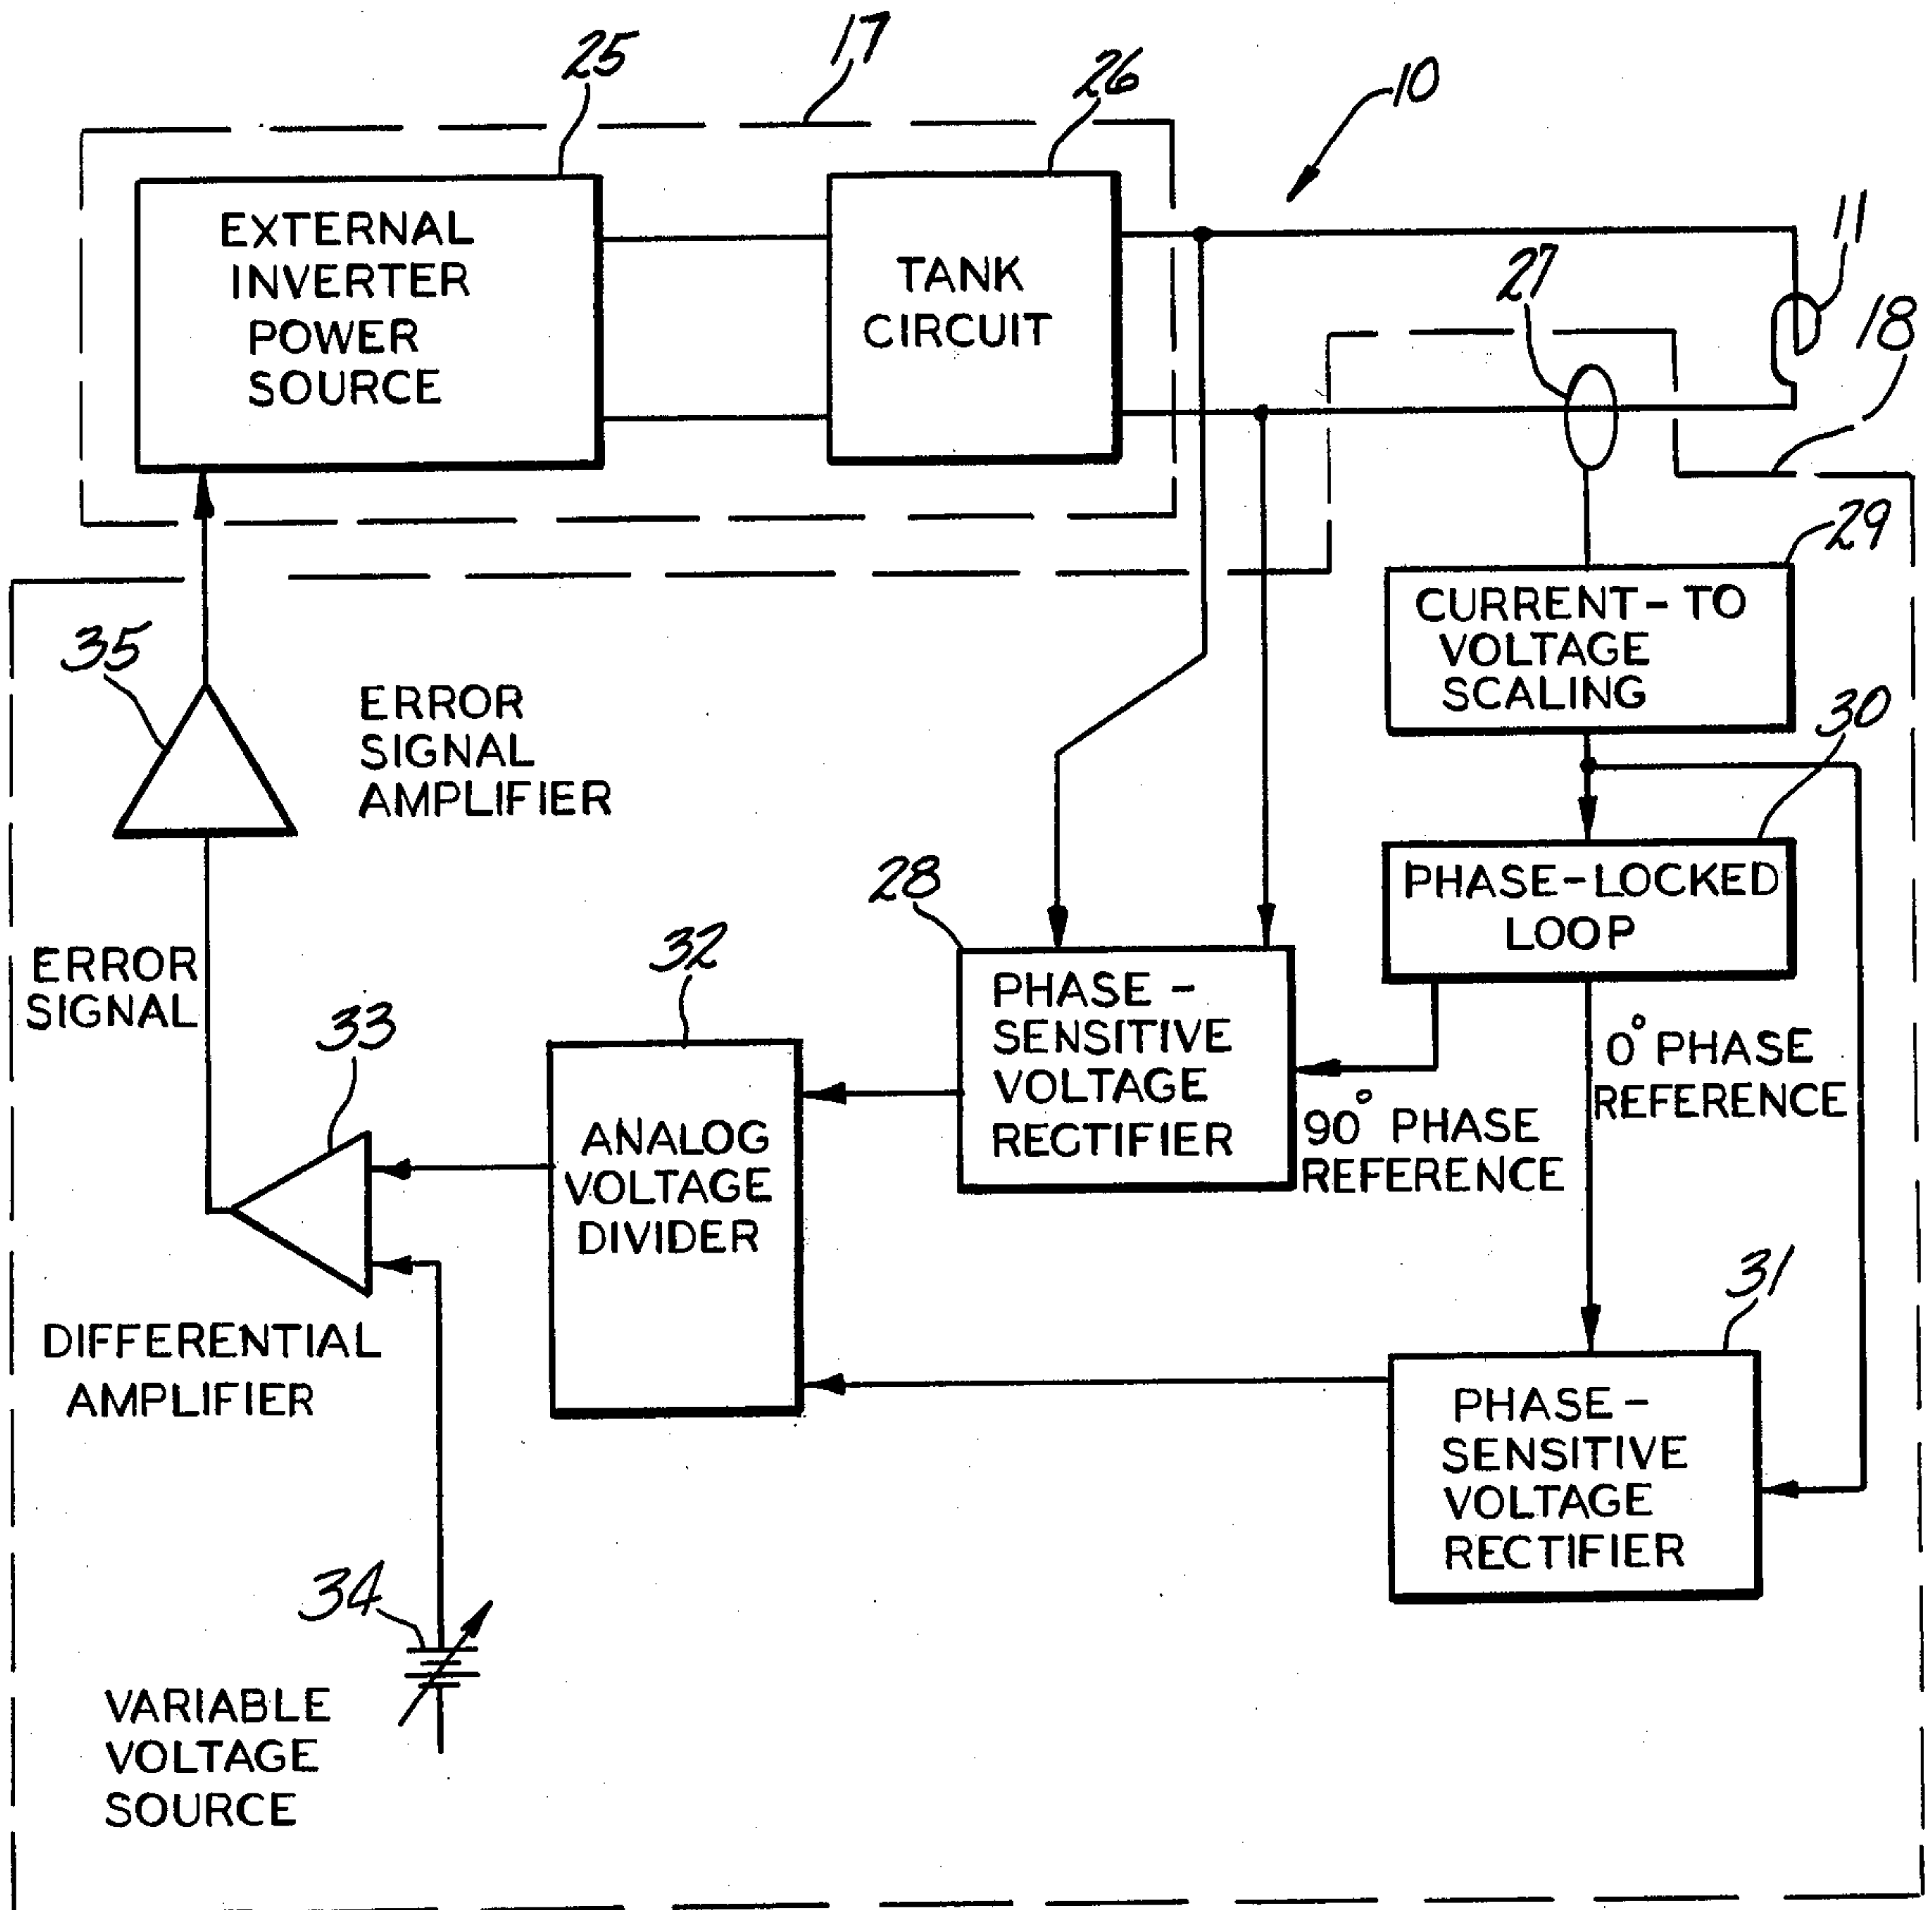 17
25
26
10
EXTERNAL
INVERTER
POWER
SOURCE
TANK
CIRCUIT
11
27
18
29
CURRENT-TO
VOLTAGE
SCALING
35
ERROR
SIGNAL
AMPLIFIER
30
PHASE-LOCKED
LOOP
28
32
ERROR
SIGNAL
33
PHASE-
SENSITIVE
VOLTAGE
RECTIFIER
0° PHASE
REFERENCE
90° PHASE
REFERENCE
ANALOG
VOLTAGE
DIVIDER
31
DIFFERENTIAL
AMPLIFIER
PHASE-
SENSITIVE
VOLTAGE
RECTIFIER
34
VARIABLE
VOLTAGE
SOURCE